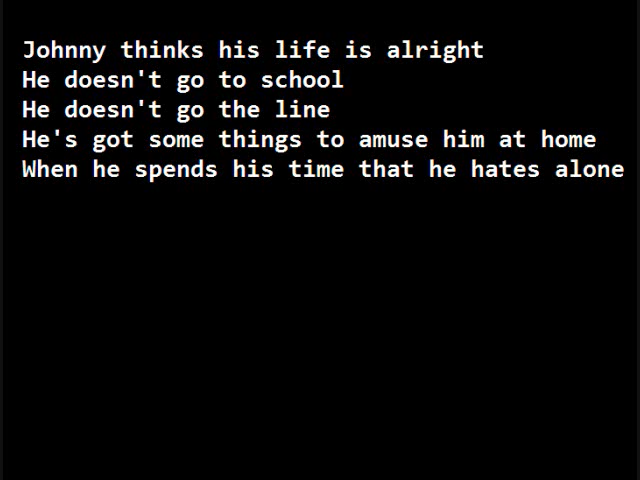 Johnny thinks his life is alright
He doesn't go to school
He doesn't go the line
He's got some things to amuse him at home
When he spends his time that he hates alone